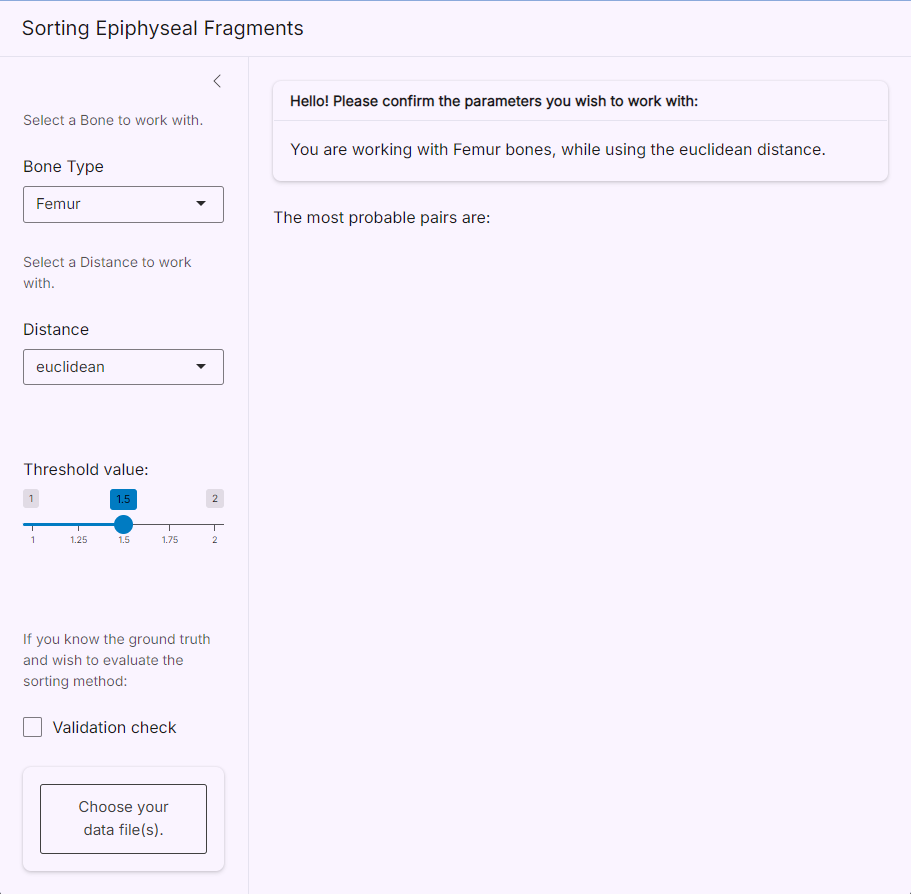 Sorting Epiphyseal Fragments
Select a Bone to work with.
Bone Type
Femur
Select a Distance to work
with.
Distance
euclidean
Threshold value:
1 1.5 2
1 1.25 1.5 1.75 2
If you know the ground truth
and wish to evaluate the
sorting method:
Validation check
Choose your
data file(s).
Hello! Please confirm the parameters you wish to work with:
You are working with Femur bones, while using the euclidean distance.
The most probable pairs are: